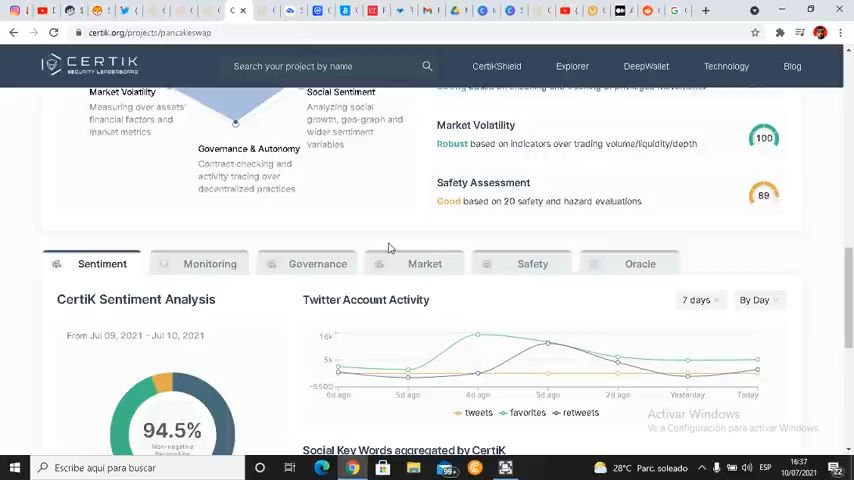 certik.org/projects/pancakeswap
CERTIK
SECURITY LEADERBOARD
Search your project by name
CertiKShield
Explorer
DeepWallet
Technology
Blog
Market Volatility
Measuring over assets'
financial factors and
market metrics
Social Sentiment
Analyzing social
growth, geo-graph and
wider sentiment
variables
Governance & Autonomy
Contract checking and
activity tracing over
decentralized practices
Market Volatility
Robust based on indicators over trading volume/liquidity/depth
100
Safety Assessment
Good based on 20 safety and hazard evaluations
69
Sentiment
Monitoring
Governance
Market
Safety
Oracle
CertiK Sentiment Analysis
From Jul 09, 2021 - Jul 10, 2021
94.5%
Non-negative
Twitter Account Activity
7 days
By Day
16k
5k
-5500
6d ago
5d ago
4d ago
3d ago
2d ago
Yesterday
Today
tweets
favorites
retweets
Social Key Words aggregated by CertiK
Activar Windows
Ve a Configuración para activar Windows.
Escribe aquí para buscar
99+
28°C Parc. soleado
ESP
16:37
10/07/2021
22